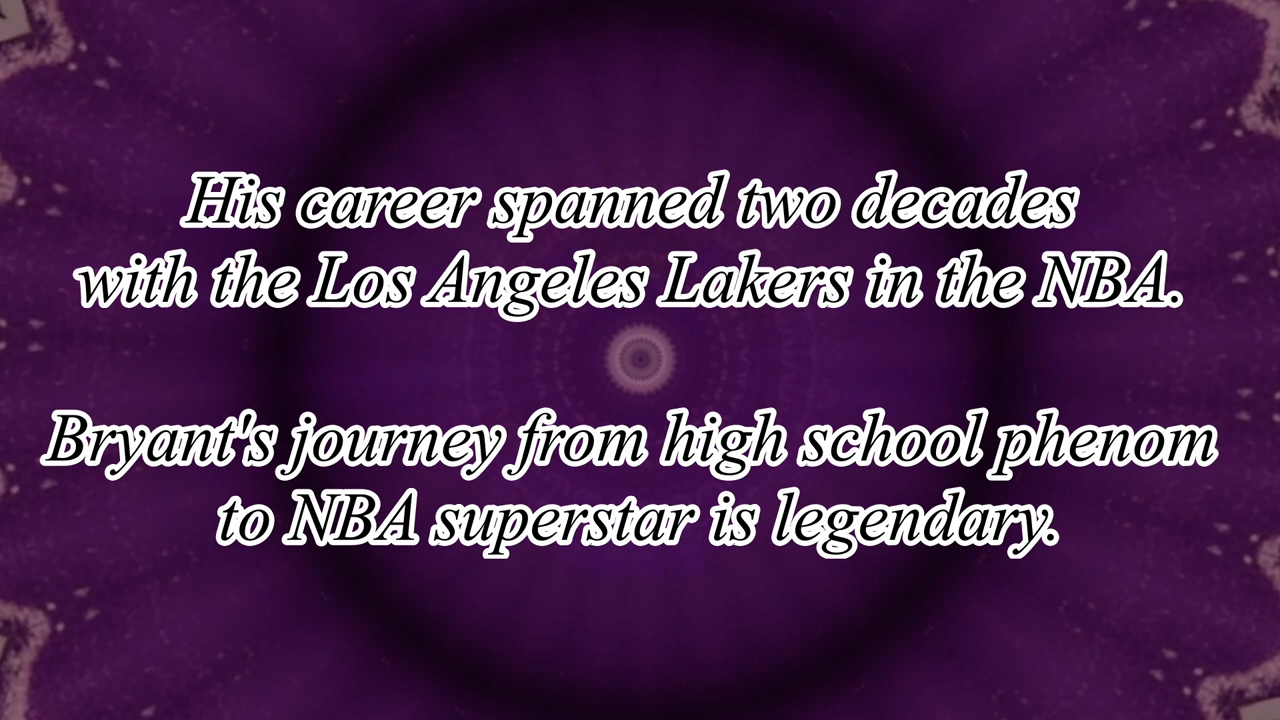 His career spanned two decades
with the Los Angeles Lakers in the NBA.
Bryant's journey from high school phenom
to NBA superstar is legendary.